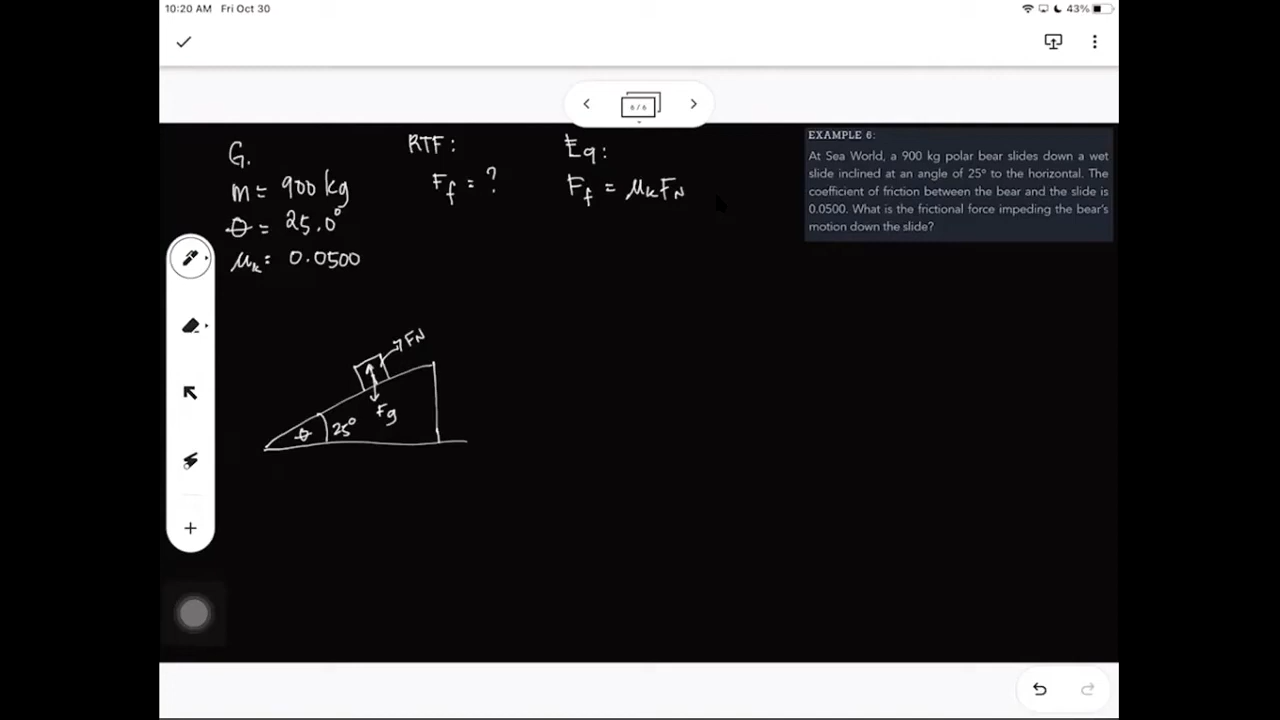 10:20 AM Fri Oct 30
43%
6 / 6
G.
m = 900 kg
θ = 25.0°
μk = 0.0500
RTF:
Ff = ?
Eq:
Ff = μkFN
EXAMPLE 6:
At Sea World, a 900 kg polar bear slides down a wet
slide inclined at an angle of 25° to the horizontal. The
coefficient of friction between the bear and the slide is
0.0500. What is the frictional force impeding the bear's
motion down the slide?
FN
Fg
θ 25°